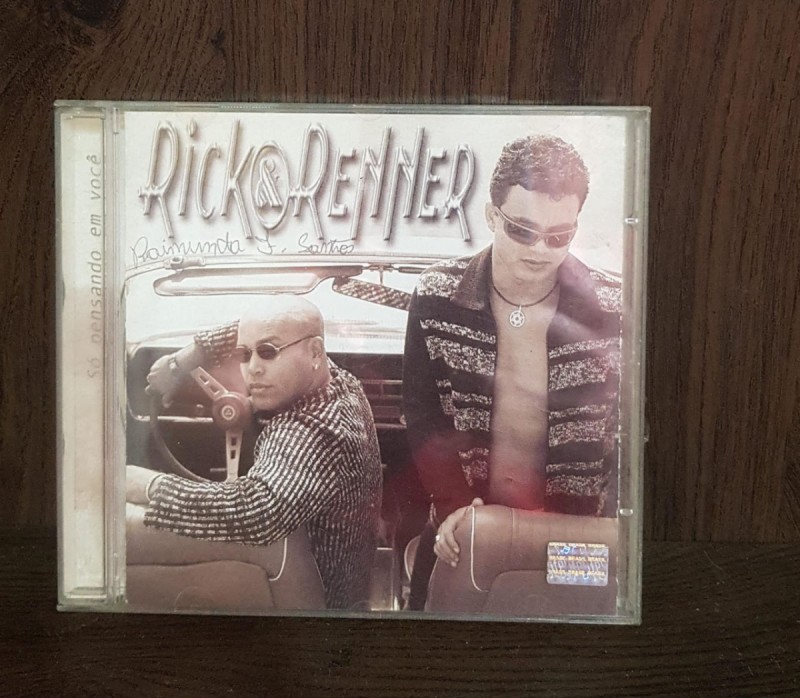 RICK & RENNER
Raimunda F. Santos
Só pensando em você